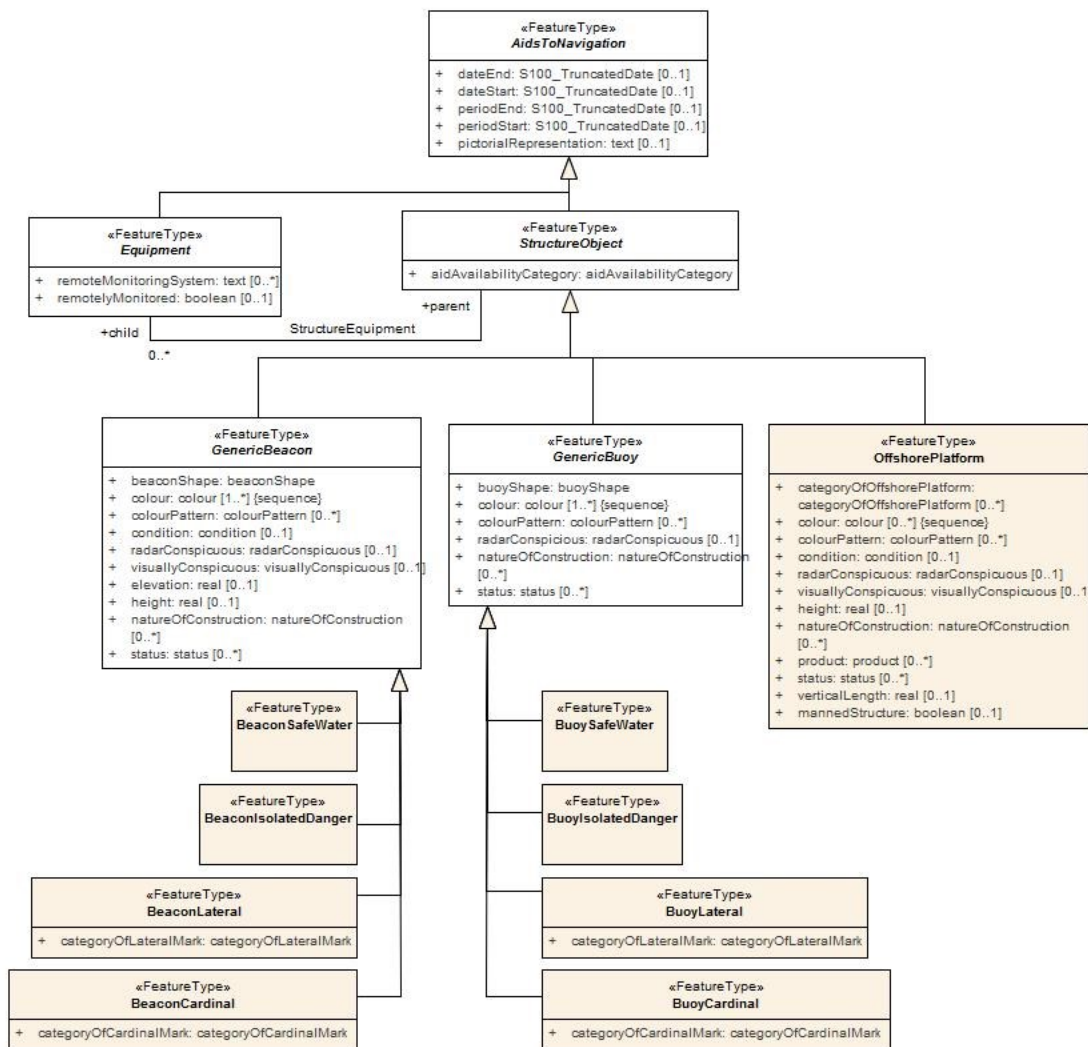 «FeatureType»
AidsToNavigation
+ dateEnd: S100_TruncatedDate [0..1]
+ dateStart: S100_TruncatedDate [0..1]
+ periodEnd: S100_TruncatedDate [0..1]
+ periodStart: S100_TruncatedDate [0..1]
+ pictorialRepresentation: text [0..1]
«FeatureType»
Equipment
+ remoteMonitoringSystem: text [0..*]
+ remotelyMonitored: boolean [0..1]
«FeatureType»
StructureObject
+ aidAvailabilityCategory: aidAvailabilityCategory
+child
0..*
StructureEquipment
+parent
«FeatureType»
GenericBeacon
+ beaconShape: beaconShape
+ colour: colour [1..*] {sequence}
+ colourPattern: colourPattern [0..*]
+ condition: condition [0..1]
+ radarConspicuous: radarConspicuous [0..1]
+ visuallyConspicuous: visuallyConspicuous [0..1]
+ elevation: real [0..1]
+ height: real [0..1]
+ natureOfConstruction: natureOfConstruction
[0..*]
+ status: status [0..*]
«FeatureType»
GenericBuoy
+ buoyShape: buoyShape
+ colour: colour [1..*] {sequence}
+ colourPattern: colourPattern [0..*]
+ radarConspicuous: radarConspicuous [0..1]
+ natureOfConstruction: natureOfConstruction
[0..*]
+ status: status [0..*]
«FeatureType»
OffshorePlatform
+ categoryOfOffshorePlatform:
categoryOfOffshorePlatform [0..*]
+ colour: colour [0..*] {sequence}
+ colourPattern: colourPattern [0..*]
+ condition: condition [0..1]
+ radarConspicuous: radarConspicuous [0..1]
+ visuallyConspicuous: visuallyConspicuous [0..1
+ height: real [0..1]
+ natureOfConstruction: natureOfConstruction
[0..*]
+ product: product [0..*]
+ status: status [0..*]
+ verticalLength: real [0..1]
+ mannedStructure: boolean [0..1]
«FeatureType»
BeaconSafeWater
«FeatureType»
BuoySafeWater
«FeatureType»
BeaconIsolatedDanger
«FeatureType»
BuoyIsolatedDanger
«FeatureType»
BeaconLateral
+ categoryOfLateralMark: categoryOfLateralMark
«FeatureType»
BuoyLateral
+ categoryOfLateralMark: categoryOfLateralMark
«FeatureType»
BeaconCardinal
+ categoryOfCardinalMark: categoryOfCardinalMark
«FeatureType»
BuoyCardinal
+ categoryOfCardinalMark: categoryOfCardinalMark